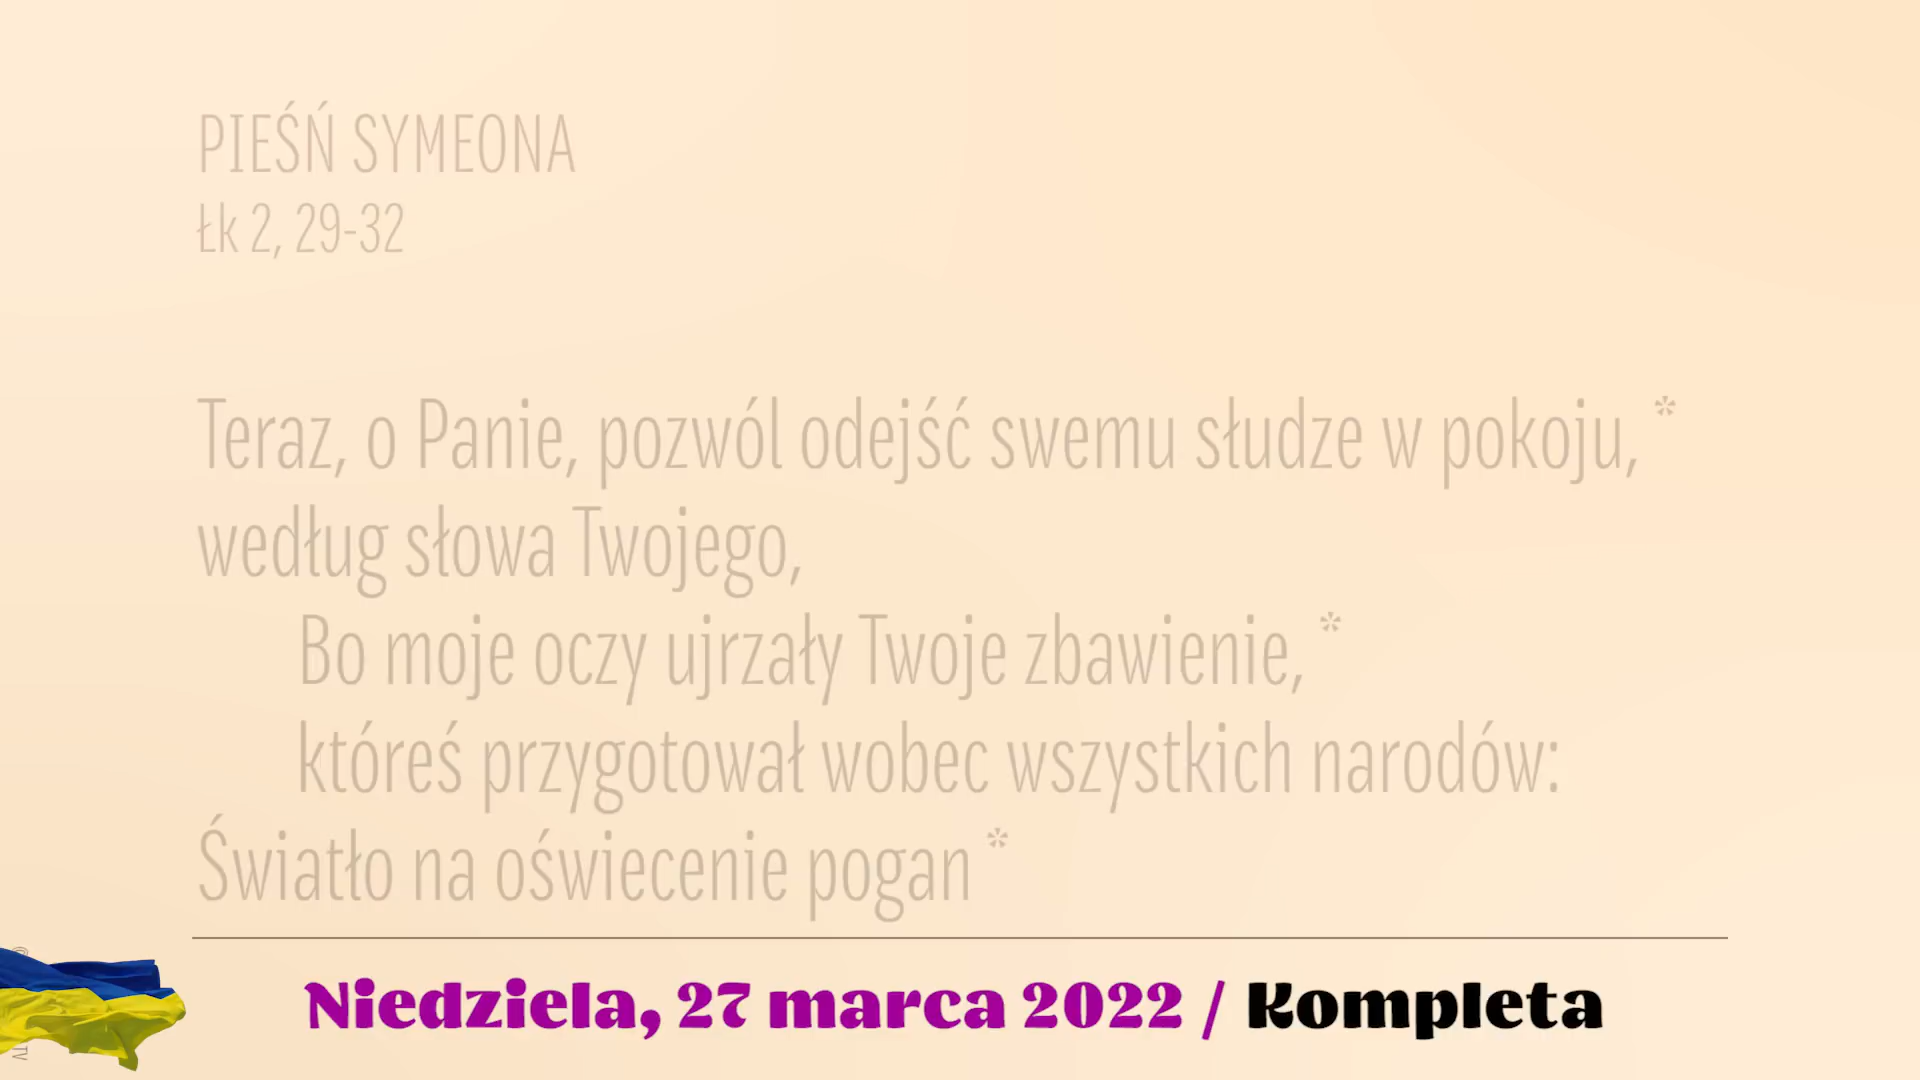 PIEŚŃ SYMEONA
Łk 2, 29-32
Teraz, o Panie, pozwól odejść swemu słudze w pokoju, *
według słowa Twojego,
Bo moje oczy ujrzały Twoje zbawienie, *
któreś przygotował wobec wszystkich narodów:
Światło na oświecenie pogan *
Niedziela, 27 marca 2022 / Kompleta